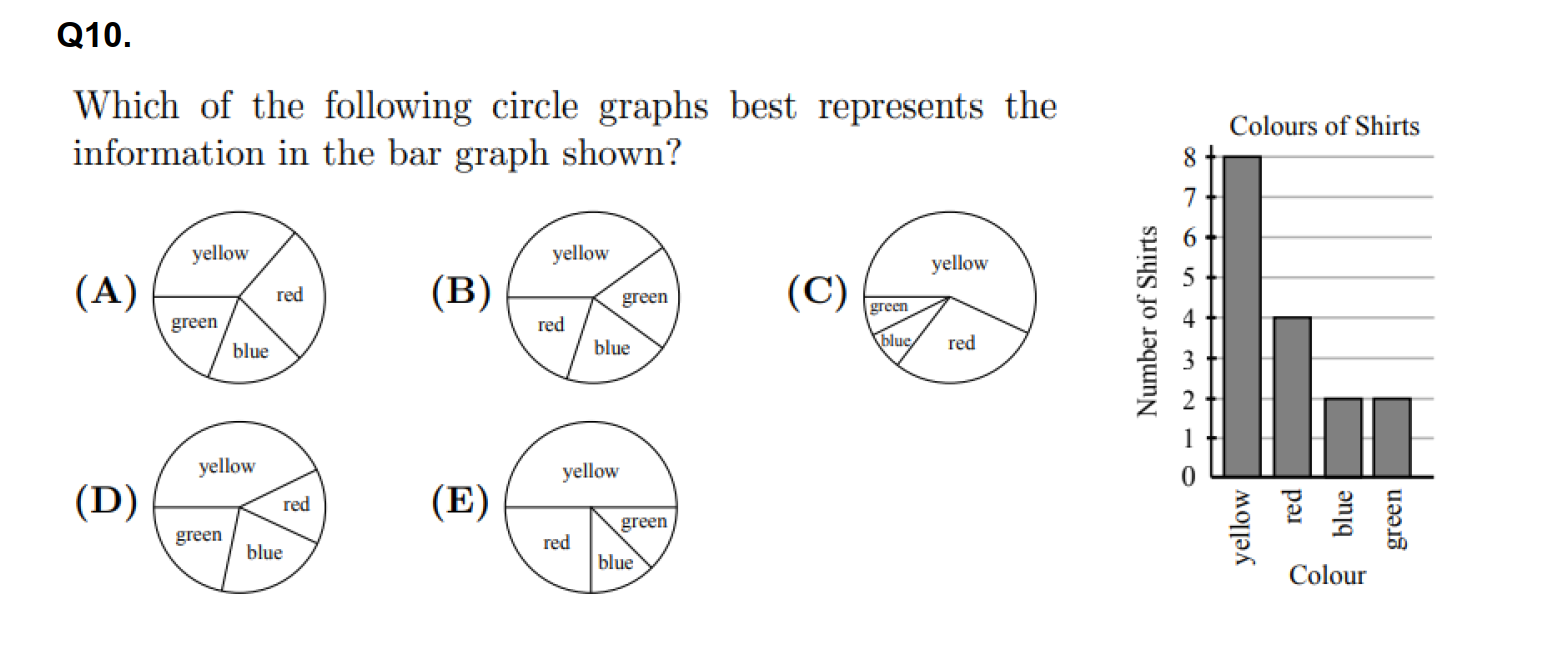 Q10.
Which of the following circle graphs best represents the
information in the bar graph shown?
(A)
yellow
red
green
blue
(B)
yellow
green
red
blue
(C)
yellow
green
blue
red
(D)
yellow
red
green
blue
(E)
yellow
green
red
blue
Colours of Shirts
Number of Shirts
8
7
6
5
4
3
2
1
0
yellow
red
blue
green
Colour